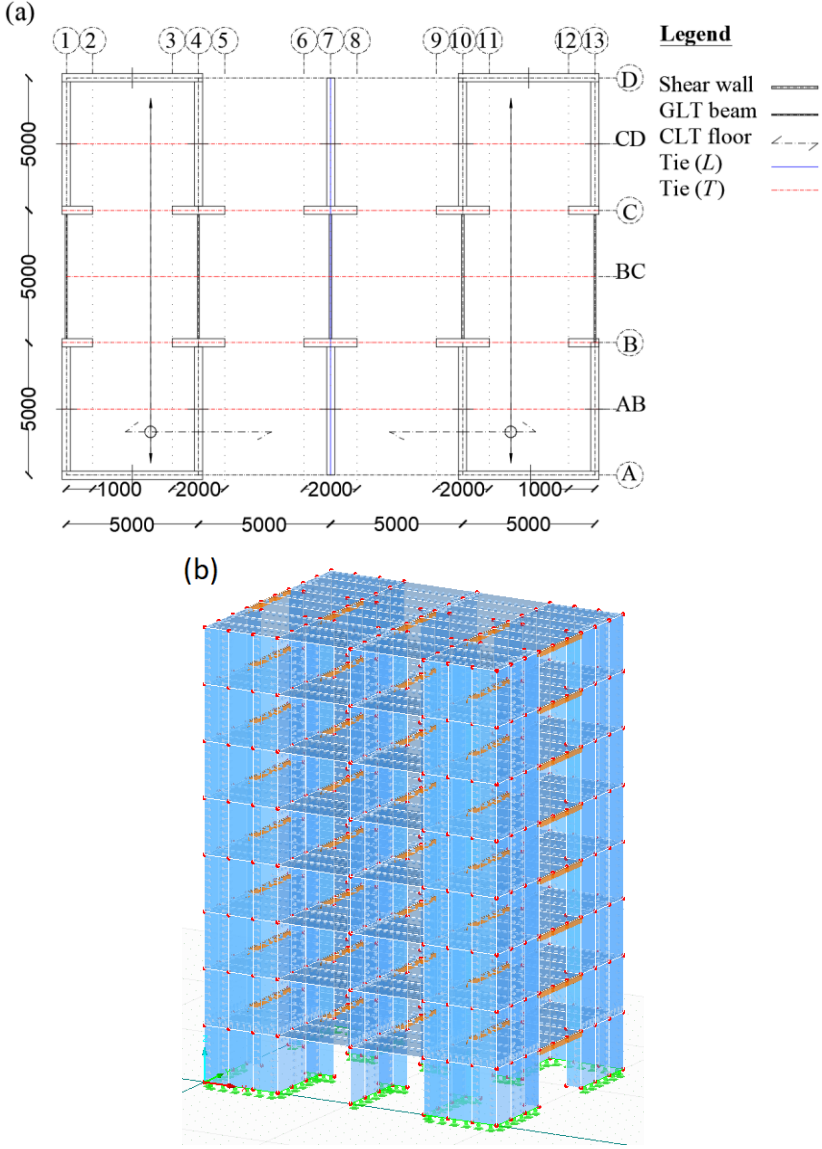 (a)
1 2 3 4 5 6 7 8 9 10 11 12 13
Legend
Shear wall
GLT beam
CLT floor
Tie (L)
Tie (T)
D
CD
C
BC
B
AB
A
5000
5000
5000
1000 2000 2000 2000 1000
5000 5000 5000 5000
(b)